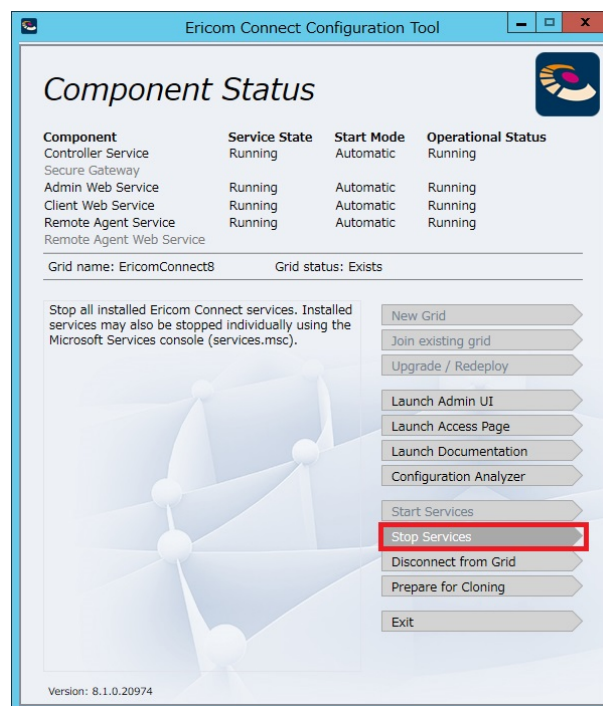 Ericom Connect Configuration Tool
Component Status
Component Service State Start Mode Operational Status
Controller Service Running Automatic Running
Secure Gateway
Admin Web Service Running Automatic Running
Client Web Service Running Automatic Running
Remote Agent Service Running Automatic Running
Remote Agent Web Service
Grid name: EricomConnect8 Grid status: Exists
Stop all installed Ericom Connect services. Installed
services may also be stopped individually using the
Microsoft Services console (services.msc).
New Grid
Join existing grid
Upgrade / Redeploy
Launch Admin UI
Launch Access Page
Launch Documentation
Configuration Analyzer
Start Services
Stop Services
Disconnect from Grid
Prepare for Cloning
Exit
Version: 8.1.0.20974